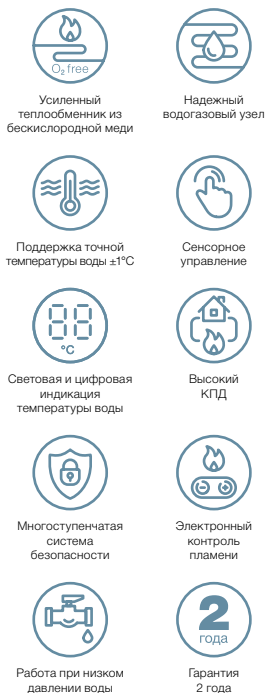 O₂ free
Усиленный
теплообменник из
бескислородной меди
Надежный
водогазовый узел
Поддержка точной
температуры воды ±1°C
Сенсорное
управление
88
°C
Световая и цифровая
индикация
температуры воды
Высокий
КПД
Многоступенчатая
система
безопасности
Электронный
контроль
пламени
Работа при низком
давлении воды
2
года
Гарантия
2 года